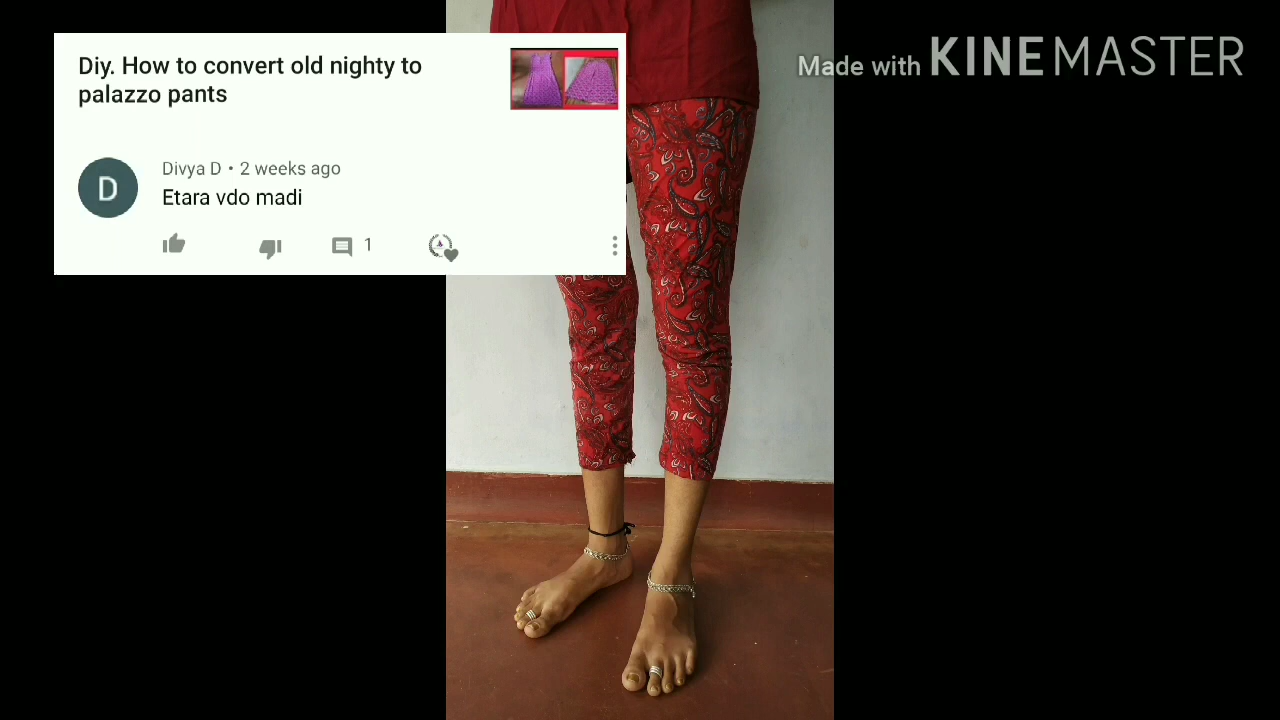 Diy. How to convert old nighty to
palazzo pants
Divya D • 2 weeks ago
Etara vdo madi
1
D
Made with KINEMASTER